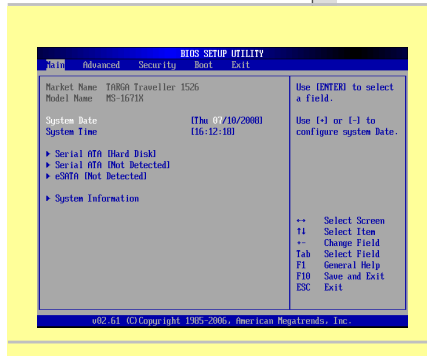 BIOS SETUP UTILITY
Main Advanced Security Boot Exit
Market Name TARGA Traveller 1526
Model Name MS-1671X
System Date [Thu 07/10/2008]
System Time [16:12:18]
▶ Serial ATA [Hard Disk]
▶ Serial ATA [Not Detected]
▶ eSATA [Not Detected]
▶ System Information
Use [ENTER] to select
a field.
Use [+] or [-] to
configure system Date.
↔ Select Screen
↑↓ Select Item
+- Change Field
Tab Select Field
F1 General Help
F10 Save and Exit
ESC Exit
v02.61 (C)Copyright 1985-2006, American Megatrends, Inc.